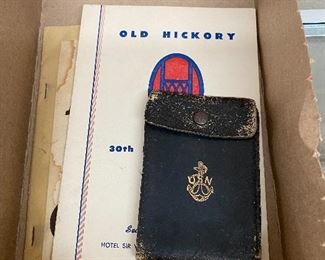 OLD HICKORY
30th
HOTEL SIR
USN